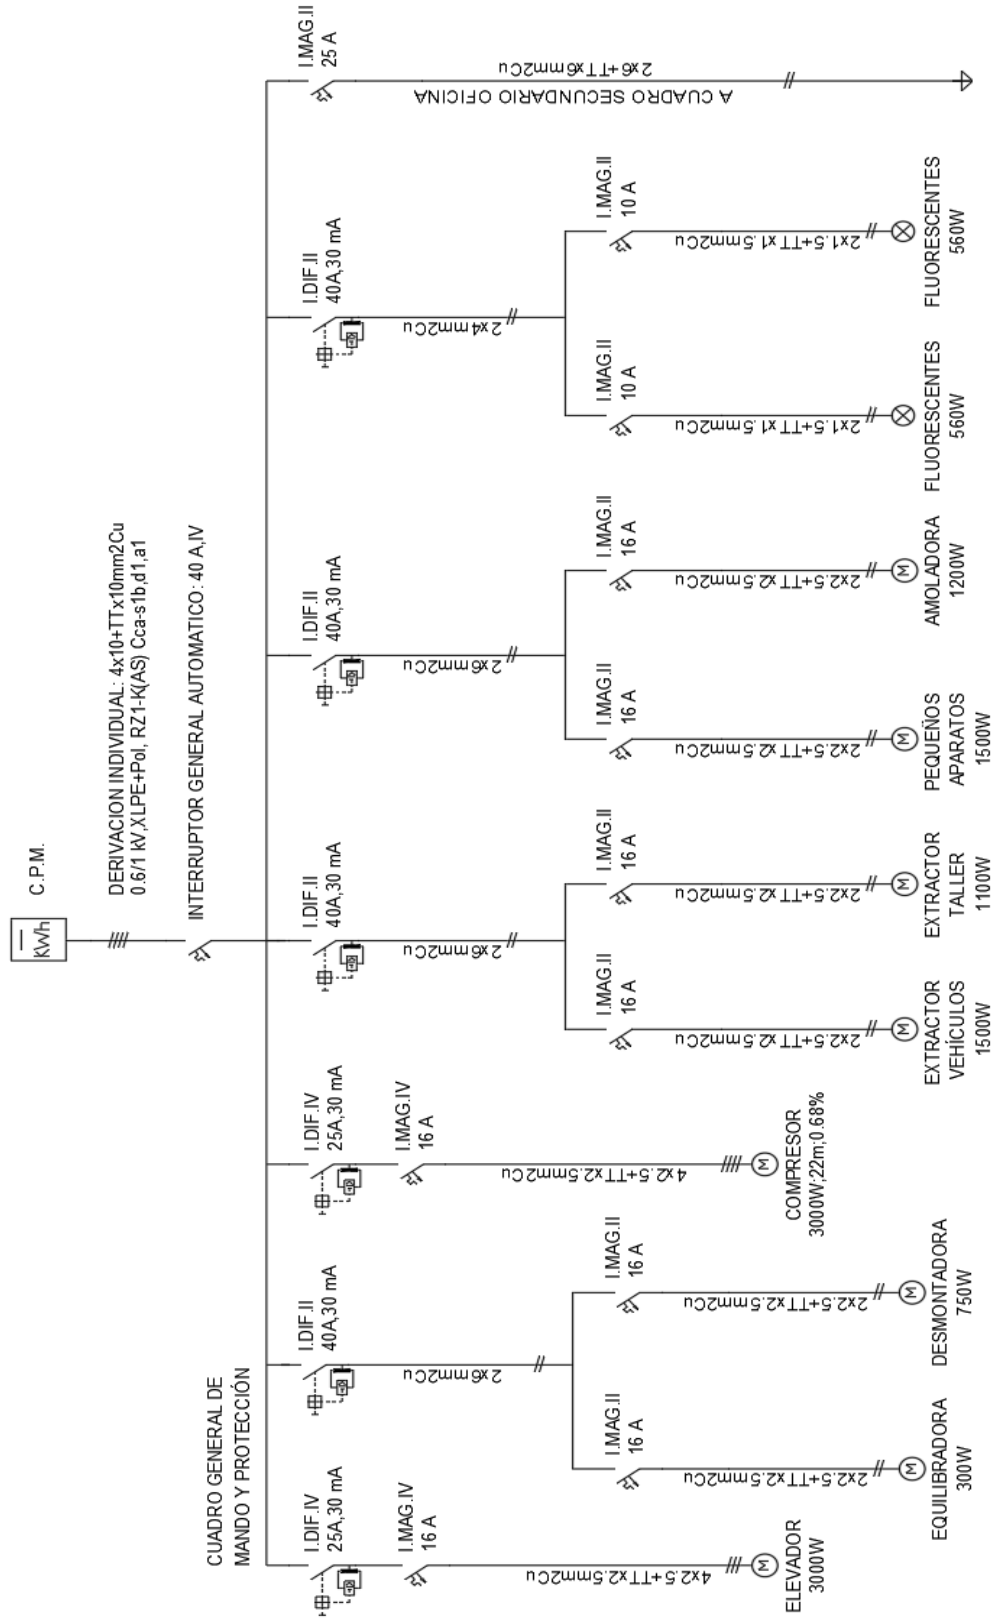 KWh
C.P.M.
DERIVACION INDIVIDUAL: 4x10+TTx10mm2Cu
0.6/1 kV,XLPE+Pol, RZ1-K(AS) Cca-s1b,d1,a1
INTERRUPTOR GENERAL AUTOMATICO: 40 A,IV
CUADRO GENERAL DE
MANDO Y PROTECCIÓN
I.DIF.IV
25A,30 mA
I.MAG.IV
16 A
4x2.5+TTx2.5mm2Cu
M
ELEVADOR
3000W
I.DIF.II
40A,30 mA
2x6mm2Cu
I.MAG.II
16 A
2x2.5+TTx2.5mm2Cu
M
EQUILIBRADORA
300W
I.MAG.II
16 A
2x2.5+TTx2.5mm2Cu
M
DESMONTADORA
750W
I.DIF.IV
25A,30 mA
I.MAG.IV
16 A
4x2.5+TTx2.5mm2Cu
M
COMPRESOR
3000W;22m;0.68%
I.DIF.II
40A,30 mA
2x6mm2Cu
I.MAG.II
16 A
2x2.5+TTx2.5mm2Cu
M
EXTRACTOR
VEHÍCULOS
1500W
I.MAG.II
16 A
2x2.5+TTx2.5mm2Cu
M
EXTRACTOR
TALLER
1100W
I.DIF.II
40A,30 mA
2x6mm2Cu
I.MAG.II
16 A
2x2.5+TTx2.5mm2Cu
M
PEQUEÑOS
APARATOS
1500W
I.MAG.II
16 A
2x2.5+TTx2.5mm2Cu
M
AMOLADORA
1200W
I.DIF.II
40A,30 mA
2x4mm2Cu
I.MAG.II
10 A
2x1.5+TTx1.5mm2Cu
FLUORESCENTES
560W
I.MAG.II
10 A
2x1.5+TTx1.5mm2Cu
FLUORESCENTES
560W
I.MAG.II
25 A
2x6+TTx6mm2Cu
A CUADRO SECUNDARIO OFICINA